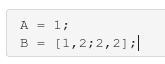 A = 1;
B = [1,2;2,2];